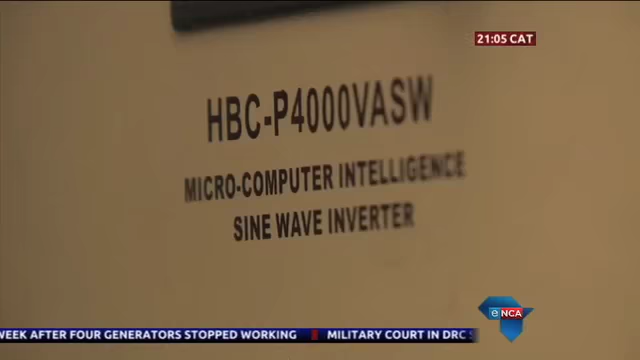 21:05 CAT
HBC-P4000VASW
MICRO-COMPUTER INTELLIGENCE
SINE WAVE INVERTER
eNCA
WEEK AFTER FOUR GENERATORS STOPPED WORKING MILITARY COURT IN DRC